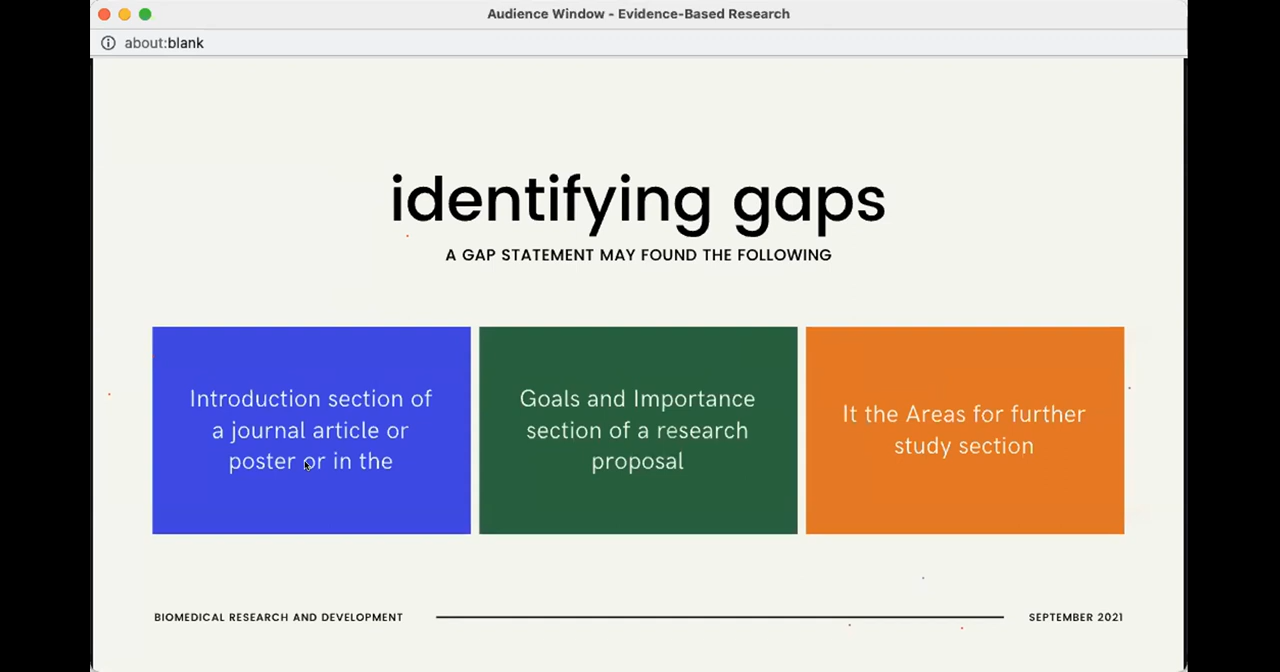 Audience Window - Evidence-Based Research
about:blank
identifying gaps
A GAP STATEMENT MAY FOUND THE FOLLOWING
Introduction section of
a journal article or
poster or in the
Goals and Importance
section of a research
proposal
It the Areas for further
study section
BIOMEDICAL RESEARCH AND DEVELOPMENT
SEPTEMBER 2021